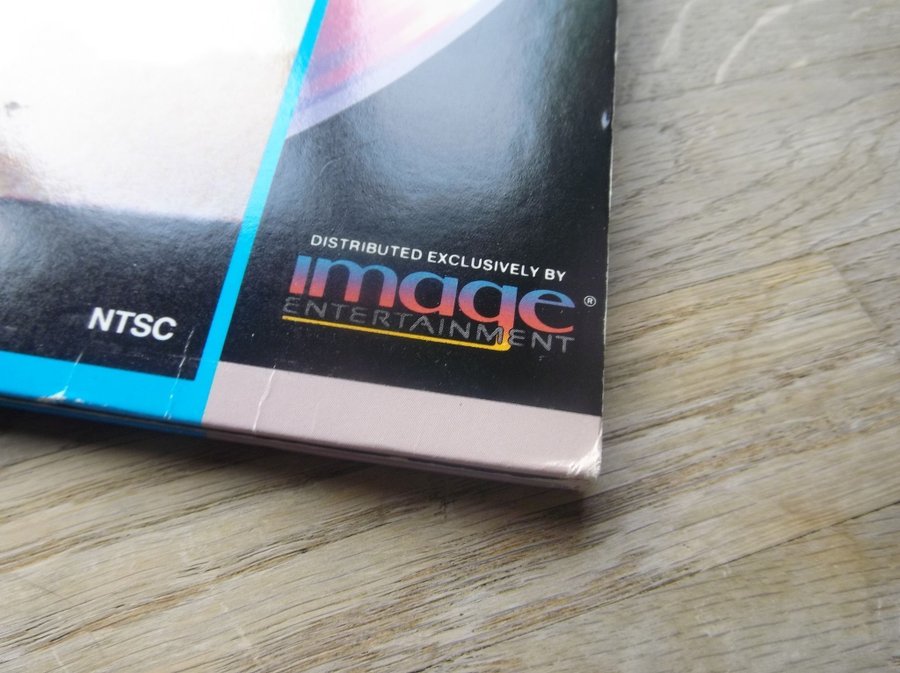 DISTRIBUTED EXCLUSIVELY BY
image®
ENTERTAINMENT
NTSC